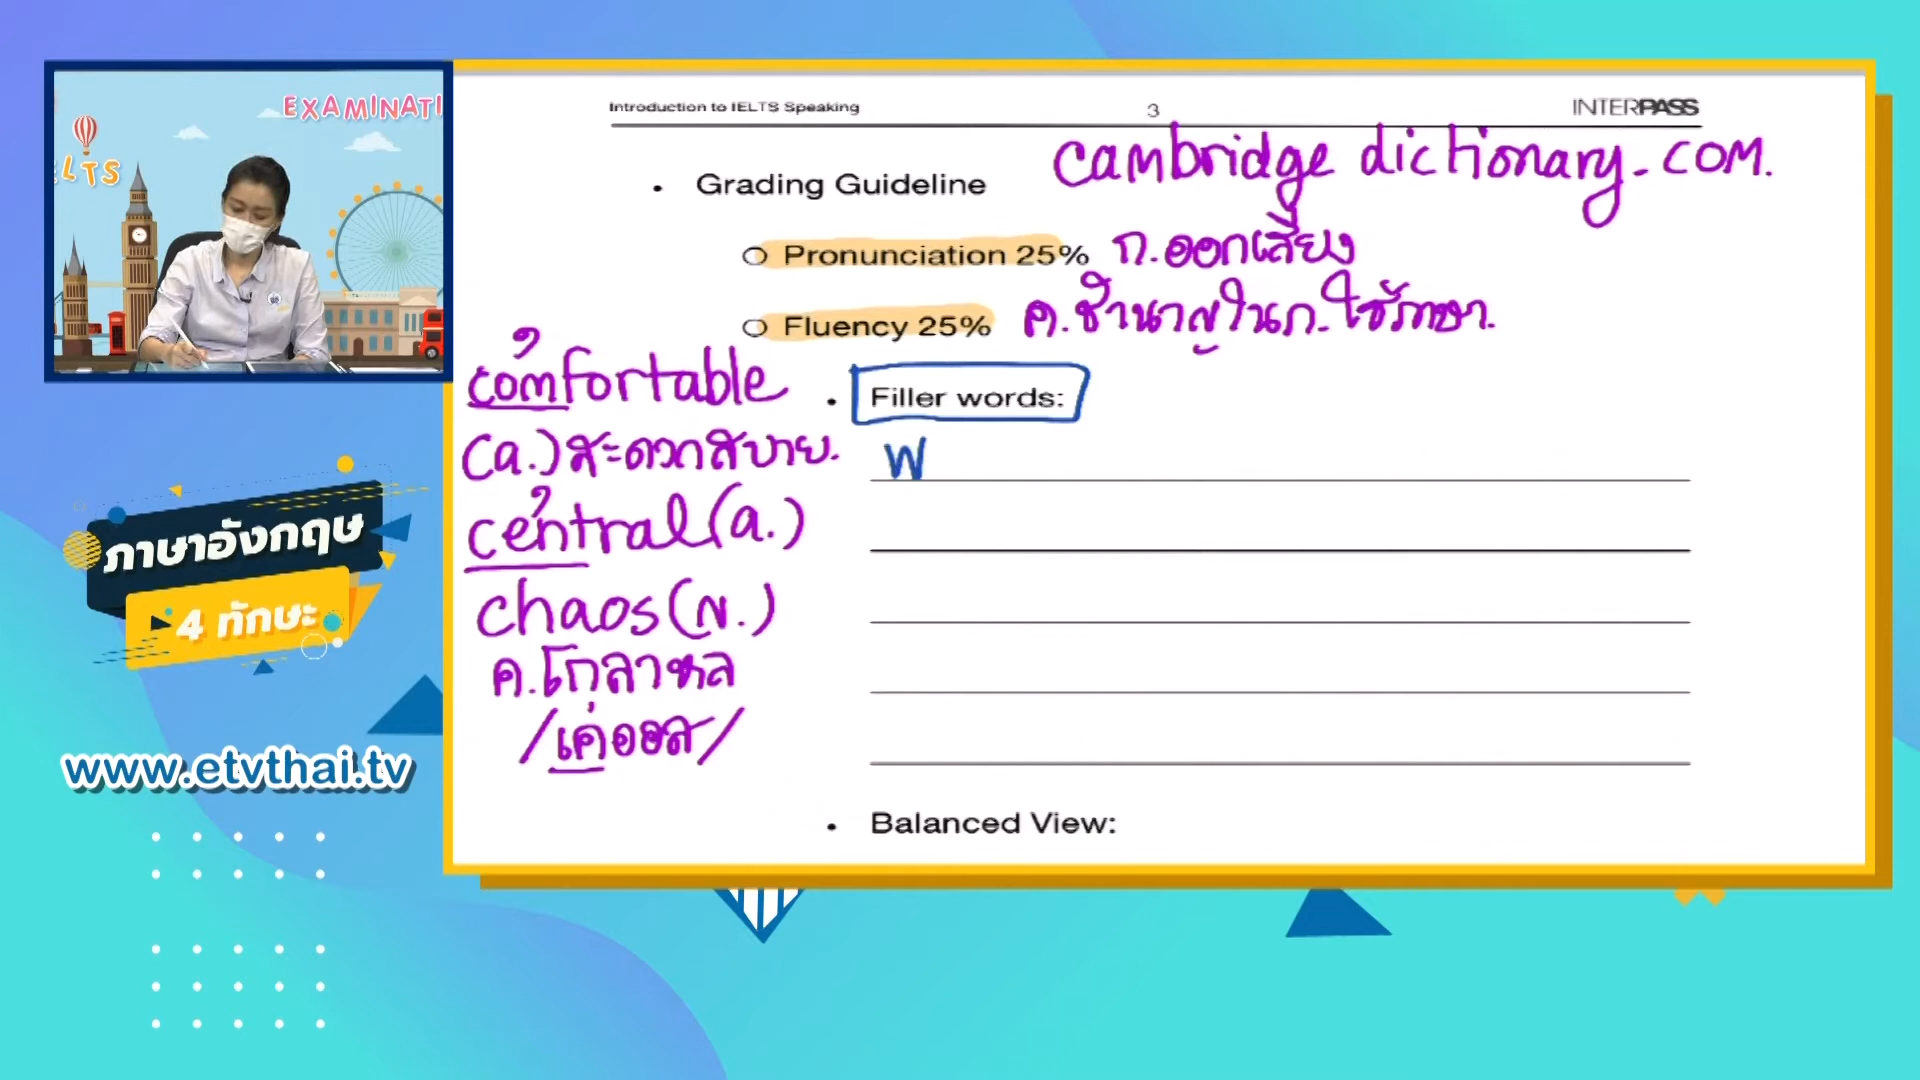 EXAMINATI
ELTS
ภาษาอังกฤษ
4 ทักษะ
www.etvthai.tv
Introduction to IELTS Speaking 3 INTERPASS
cambridge dictionary.com.
• Grading Guideline
Pronunciation 25% ก.ออกเสียง
Fluency 25% ค.ชำนาญในก.ใช้ภาษา.
• Filler words:
พ
comfortable
(a.) สะดวกสบาย.
central (a.)
chaos (n.)
ค.โกลาหล
/เค่ออส/
• Balanced View: